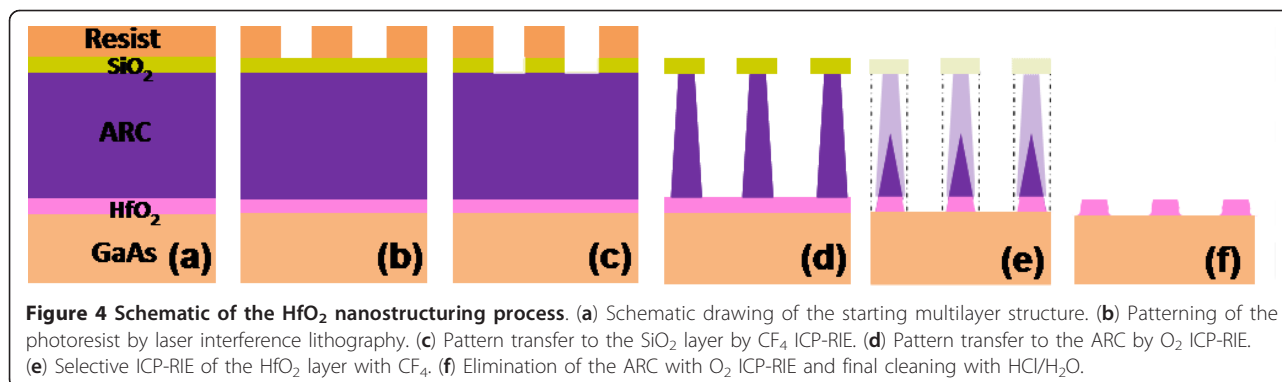 Resist
SiO₂
ARC
HfO₂
GaAs (a) (b) (c) (d) (e) (f)
Figure 4 Schematic of the HfO₂ nanostructuring process. (a) Schematic drawing of the starting multilayer structure. (b) Patterning of the
photoresist by laser interference lithography. (c) Pattern transfer to the SiO₂ layer by CF₄ ICP-RIE. (d) Pattern transfer to the ARC by O₂ ICP-RIE.
(e) Selective ICP-RIE of the HfO₂ layer with CF₄. (f) Elimination of the ARC with O₂ ICP-RIE and final cleaning with HCl/H₂O.